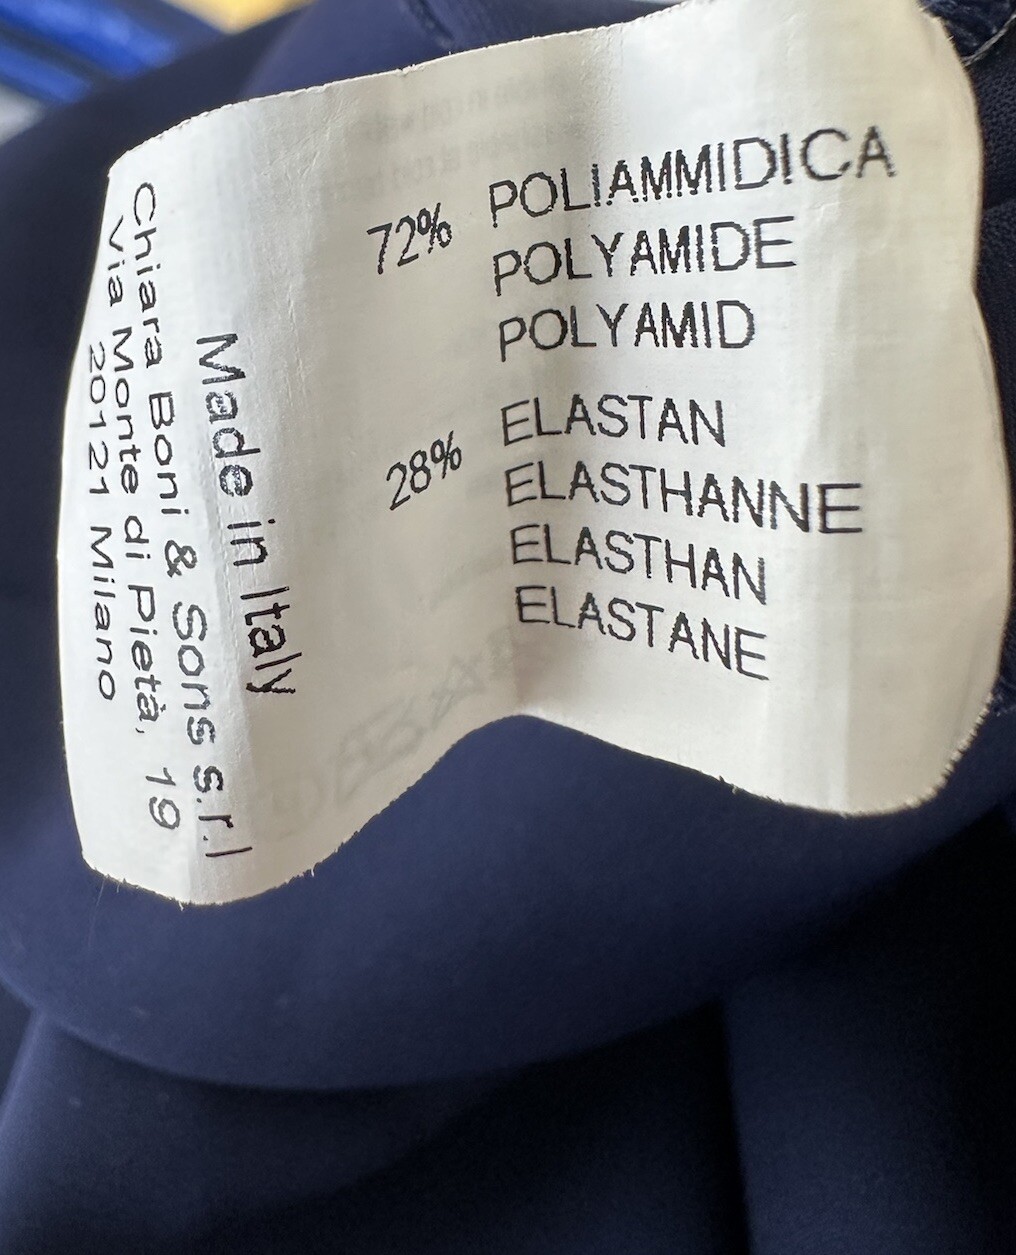 72% POLIAMMIDICA
POLYAMIDE
POLYAMID
28% ELASTAN
ELASTHANNE
ELASTHAN
ELASTANE
Made in Italy
Chiara Boni & Sons s.r.l
Via Monte di Pietà, 19
20121 Milano